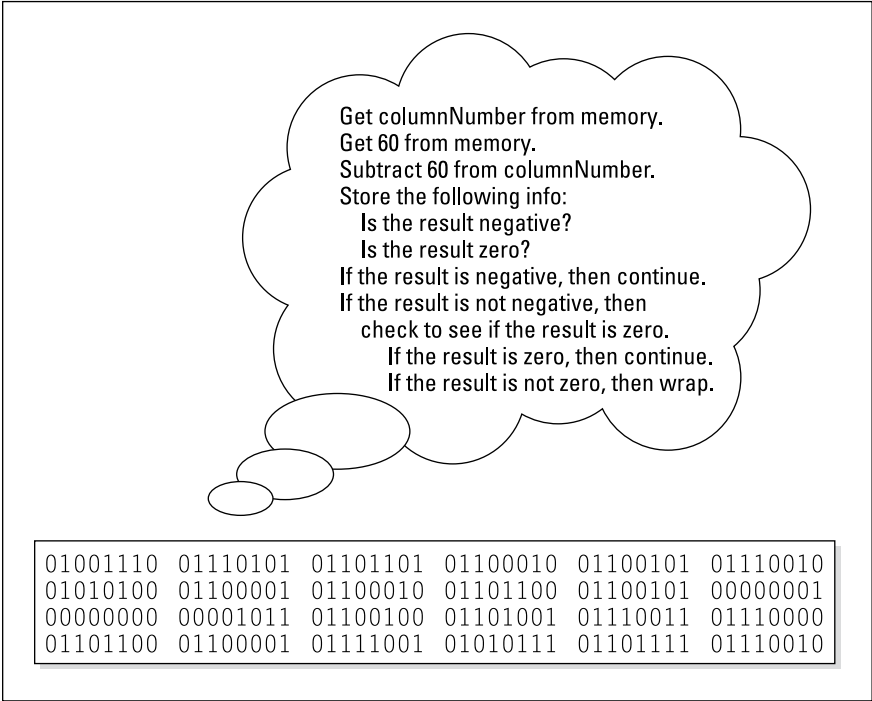 Get columnNumber from memory.
Get 60 from memory.
Subtract 60 from columnNumber.
Store the following info:
Is the result negative?
Is the result zero?
If the result is negative, then continue.
If the result is not negative, then
check to see if the result is zero.
If the result is zero, then continue.
If the result is not zero, then wrap.
01001110 01110101 01101101 01100010 01100101 01110010
01010100 01100001 01100010 01101100 01100101 00000001
00000000 00001011 01100100 01101001 01110011 01110000
01101100 01100001 01111001 01010111 01101111 01110010